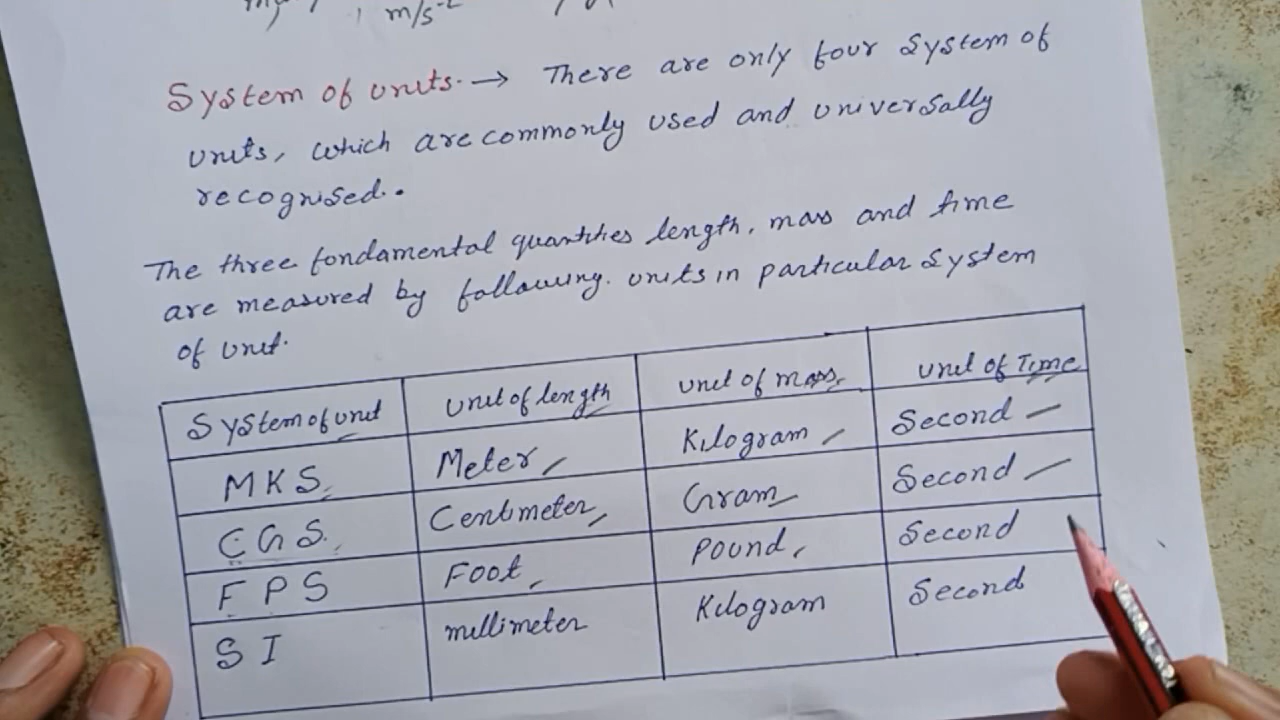 m/s⁻²
System of units. → There are only four system of
units, which are commonly used and universally
recognised.
The three fondamental quantities length, mass and time
are measured by following. units in particular system
of unit.
System of unit Unit of length Unit of mass Unit of Time
MKS Meter Kilogram Second
CGS Centimeter Gram Second
FPS Foot Pound Second
SI millimeter Kilogram Second